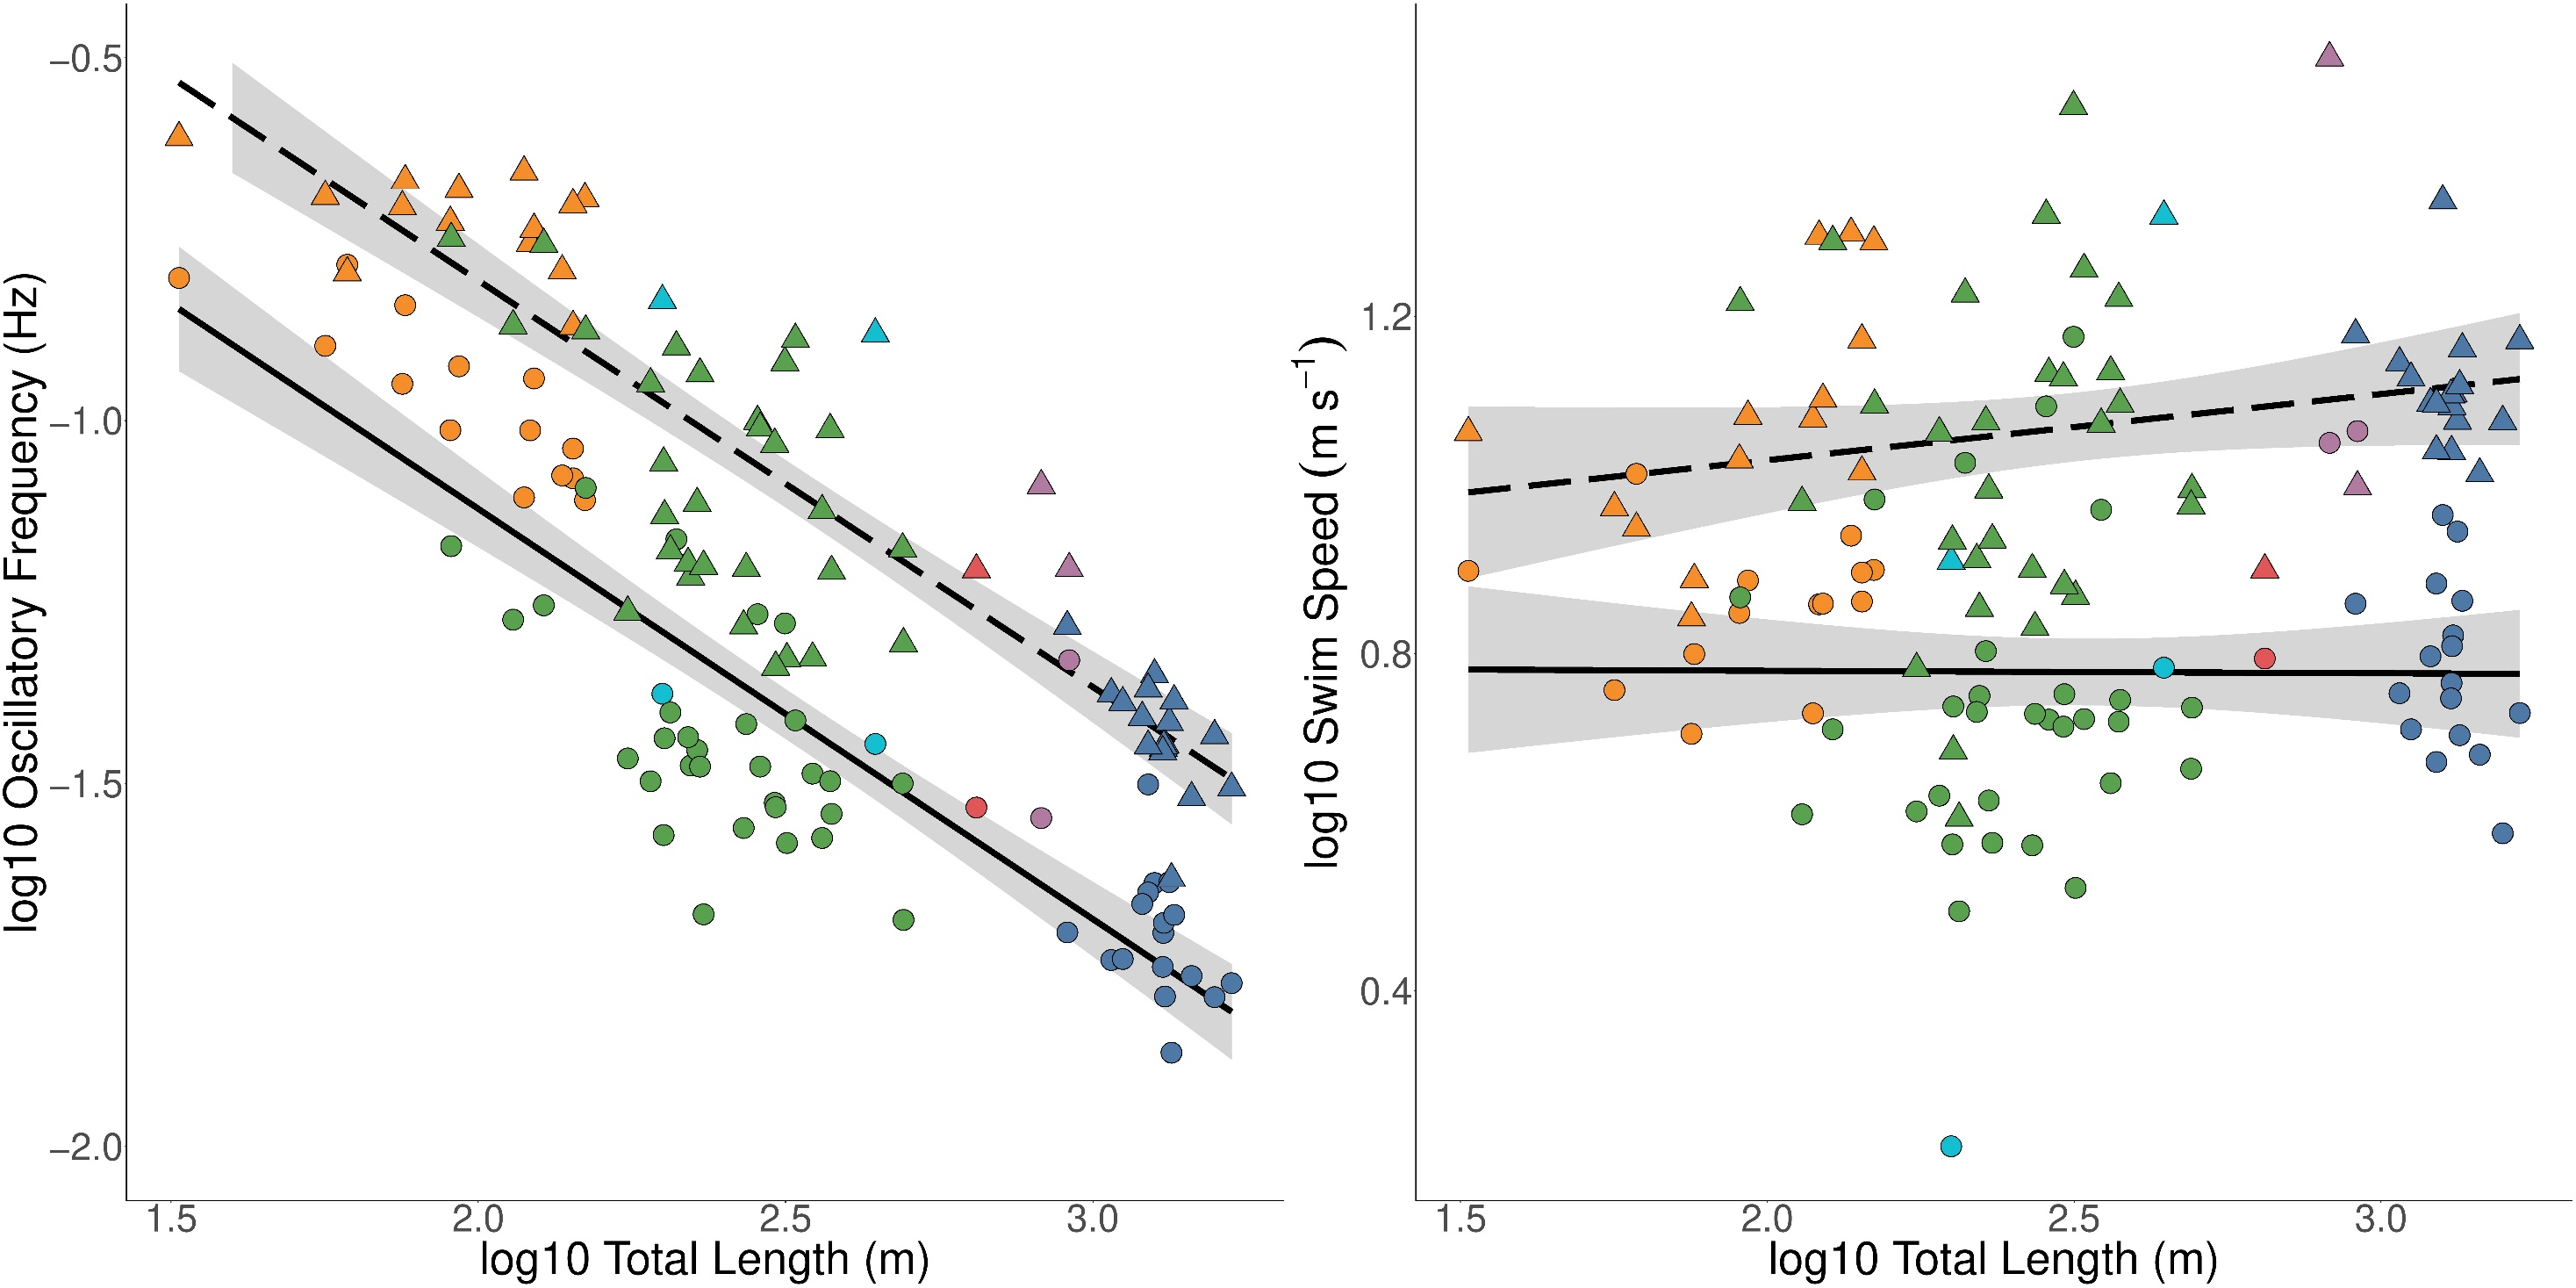 log10 Oscillatory Frequency (Hz)
−0.5
−1.0
−1.5
−2.0
1.5 2.0 2.5 3.0
log10 Total Length (m)
log10 Swim Speed (m s⁻¹)
1.2
0.8
0.4
1.5 2.0 2.5 3.0
log10 Total Length (m)